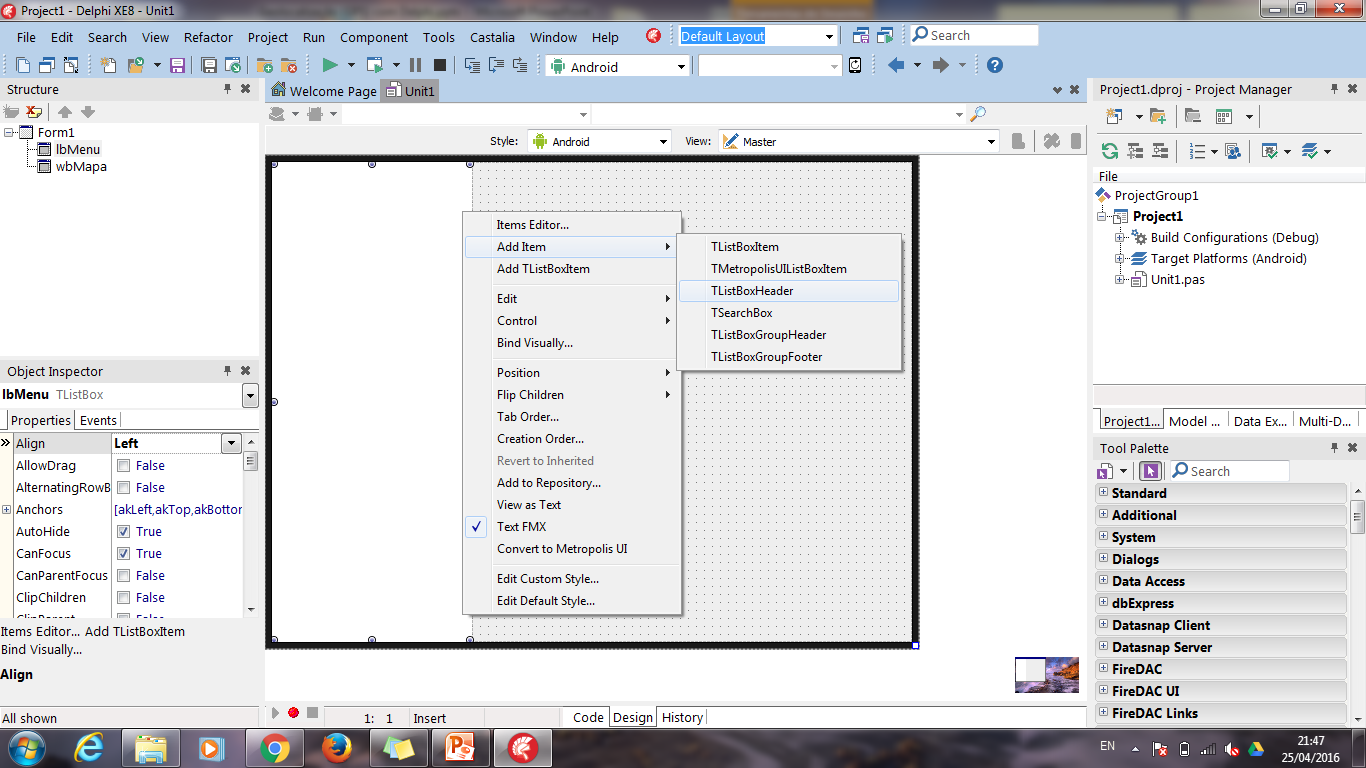 Project1 - Delphi XE8 - Unit1
File Edit Search View Refactor Project Run Component Tools Castalia Window Help Default Layout Search
Android
Structure
Form1
lbMenu
wbMapa
Welcome Page Unit1
Style: Android View: Master
Items Editor...
Add Item
Add TListBoxItem
Edit
Control
Bind Visually...
Position
Flip Children
Tab Order...
Creation Order...
Revert to Inherited
Add to Repository...
View as Text
Text FMX
Convert to Metropolis UI
Edit Custom Style...
Edit Default Style...
TListBoxItem
TMetropolisUIListBoxItem
TListBoxHeader
TSearchBox
TListBoxGroupHeader
TListBoxGroupFooter
Project1.dproj - Project Manager
File
ProjectGroup1
Project1
Build Configurations (Debug)
Target Platforms (Android)
Unit1.pas
Project1... Model ... Data Ex... Multi-D...
Object Inspector
lbMenu TListBox
Properties Events
Align Left
AllowDrag False
AlternatingRowB False
Anchors [akLeft,akTop,akBottor
AutoHide True
CanFocus True
CanParentFocus False
ClipChildren False
ClipParent False
Items Editor... Add TListBoxItem
Bind Visually...
Align
All shown
1: 1 Insert Code Design History
Tool Palette
Search
Standard
Additional
System
Dialogs
Data Access
dbExpress
Datasnap Client
Datasnap Server
FireDAC
FireDAC UI
FireDAC Links
EN
21:47
25/04/2016